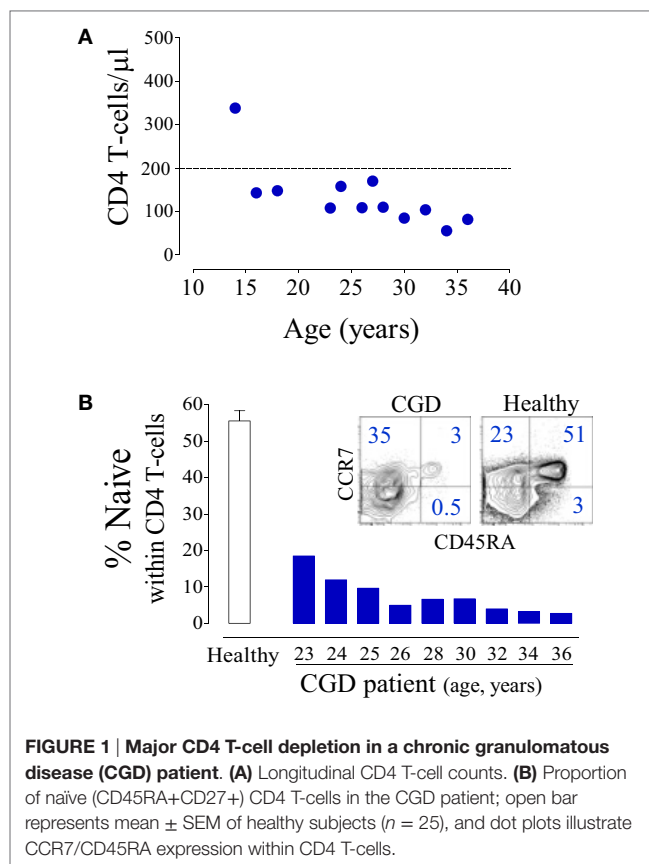 A
500
400
300
200
100
0
CD4 T-cells/µl
10 15 20 25 30 35 40
Age (years)
B
60
50
40
30
20
10
0
% Naive
within CD4 T-cells
CGD Healthy
35 3 23 51
0.5 3
CCR7
CD45RA
Healthy 23 24 25 26 28 30 32 34 36
CGD patient (age, years)
FIGURE 1 | Major CD4 T-cell depletion in a chronic granulomatous
disease (CGD) patient. (A) Longitudinal CD4 T-cell counts. (B) Proportion
of naïve (CD45RA+CD27+) CD4 T-cells in the CGD patient; open bar
represents mean ± SEM of healthy subjects (n = 25), and dot plots illustrate
CCR7/CD45RA expression within CD4 T-cells.